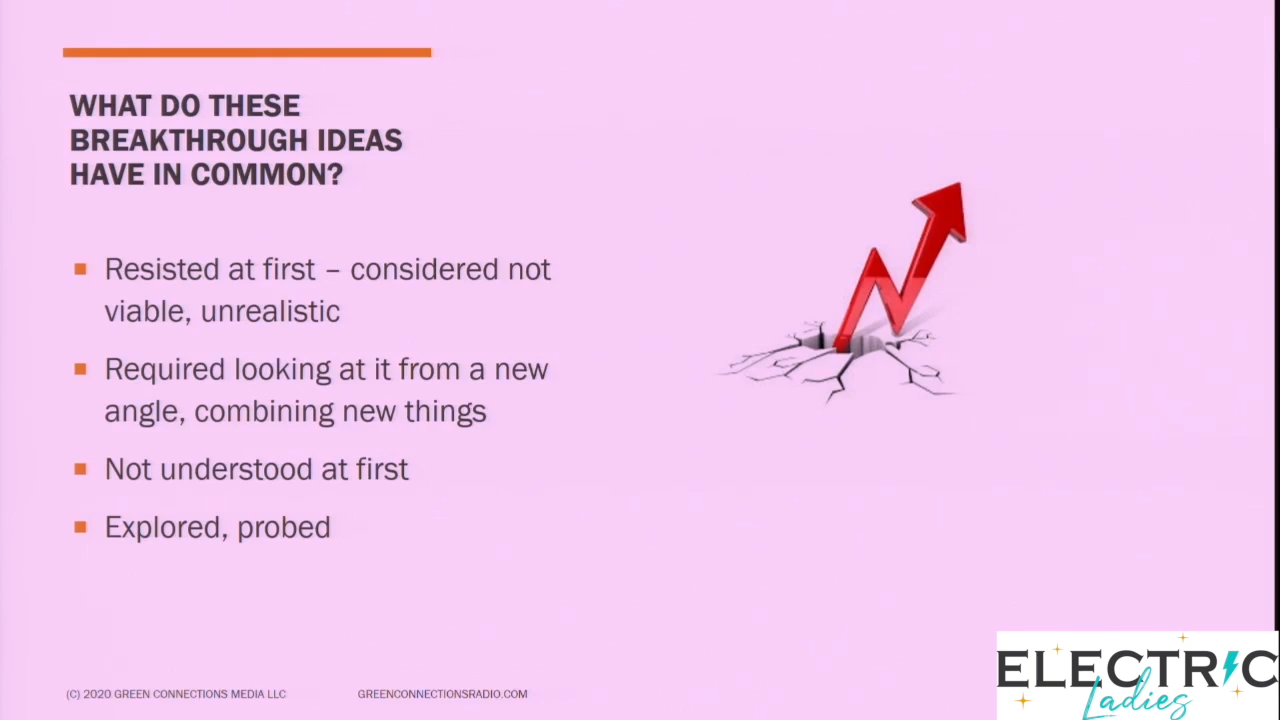 WHAT DO THESE
BREAKTHROUGH IDEAS
HAVE IN COMMON?
Resisted at first – considered not
viable, unrealistic
Required looking at it from a new
angle, combining new things
Not understood at first
Explored, probed
(C) 2020 GREEN CONNECTIONS MEDIA LLC
GREENCONNECTIONSRADIO.COM
ELECTRIC
Ladies